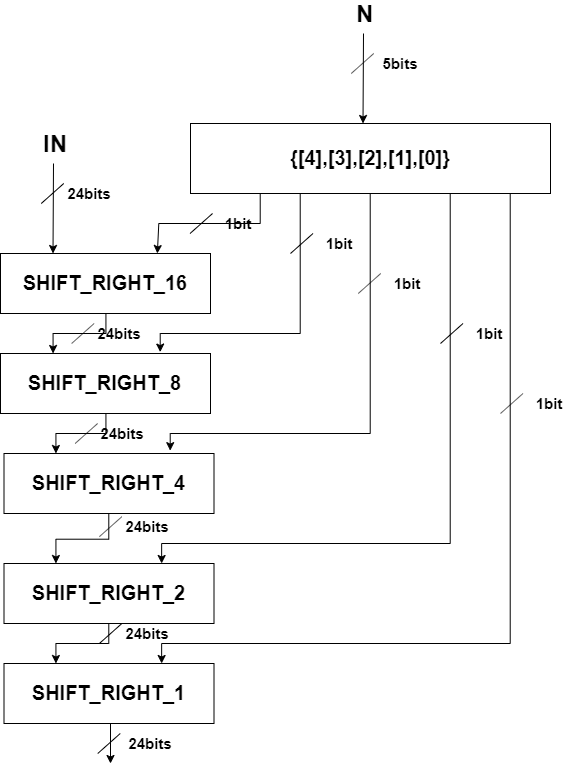 N
5bits
{[4],[3],[2],[1],[0]}
IN
24bits
1bit
1bit
SHIFT_RIGHT_16
1bit
24bits
1bit
SHIFT_RIGHT_8
1bit
24bits
SHIFT_RIGHT_4
24bits
SHIFT_RIGHT_2
24bits
SHIFT_RIGHT_1
24bits